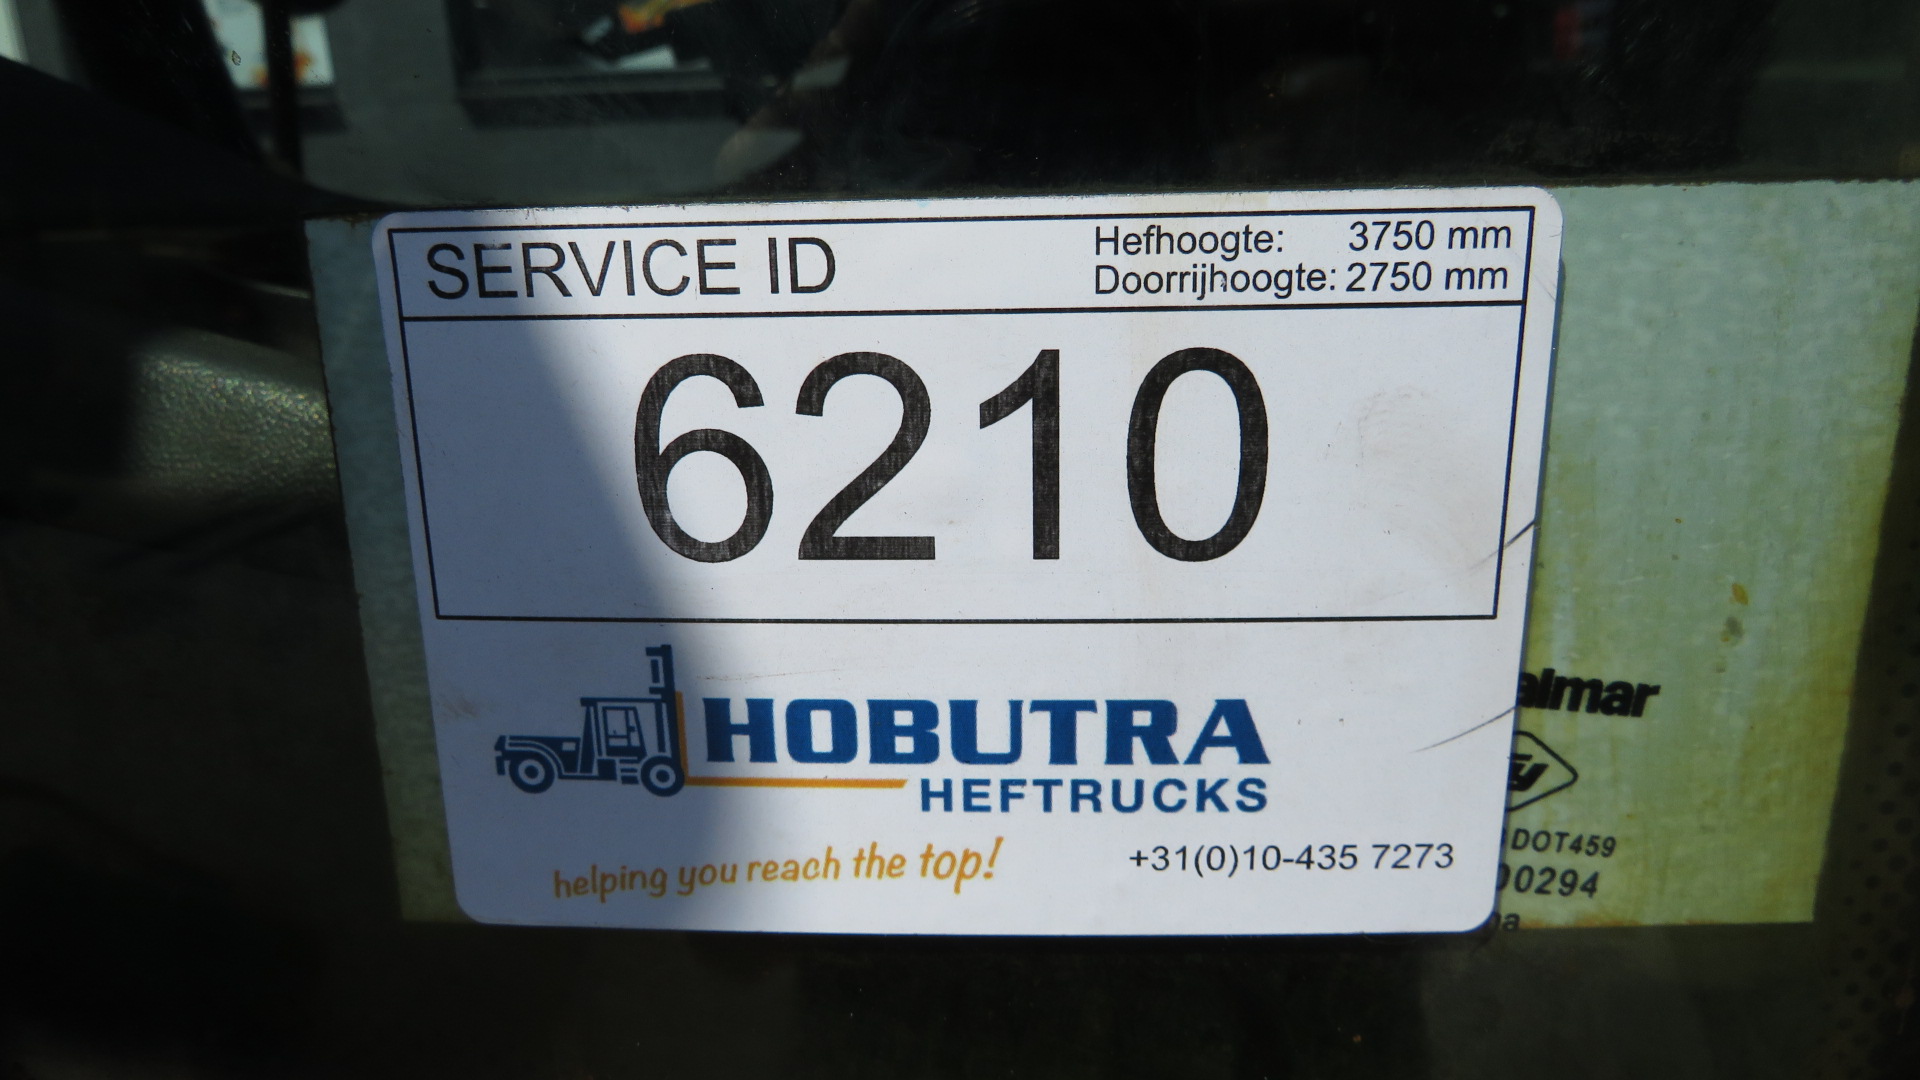 SERVICE ID
Hefhoogte: 3750 mm
Doorrijhoogte: 2750 mm
6210
HOBUTRA
HEFTRUCKS
helping you reach the top!
+31(0)10-435 7273
almar
DOT459
00294